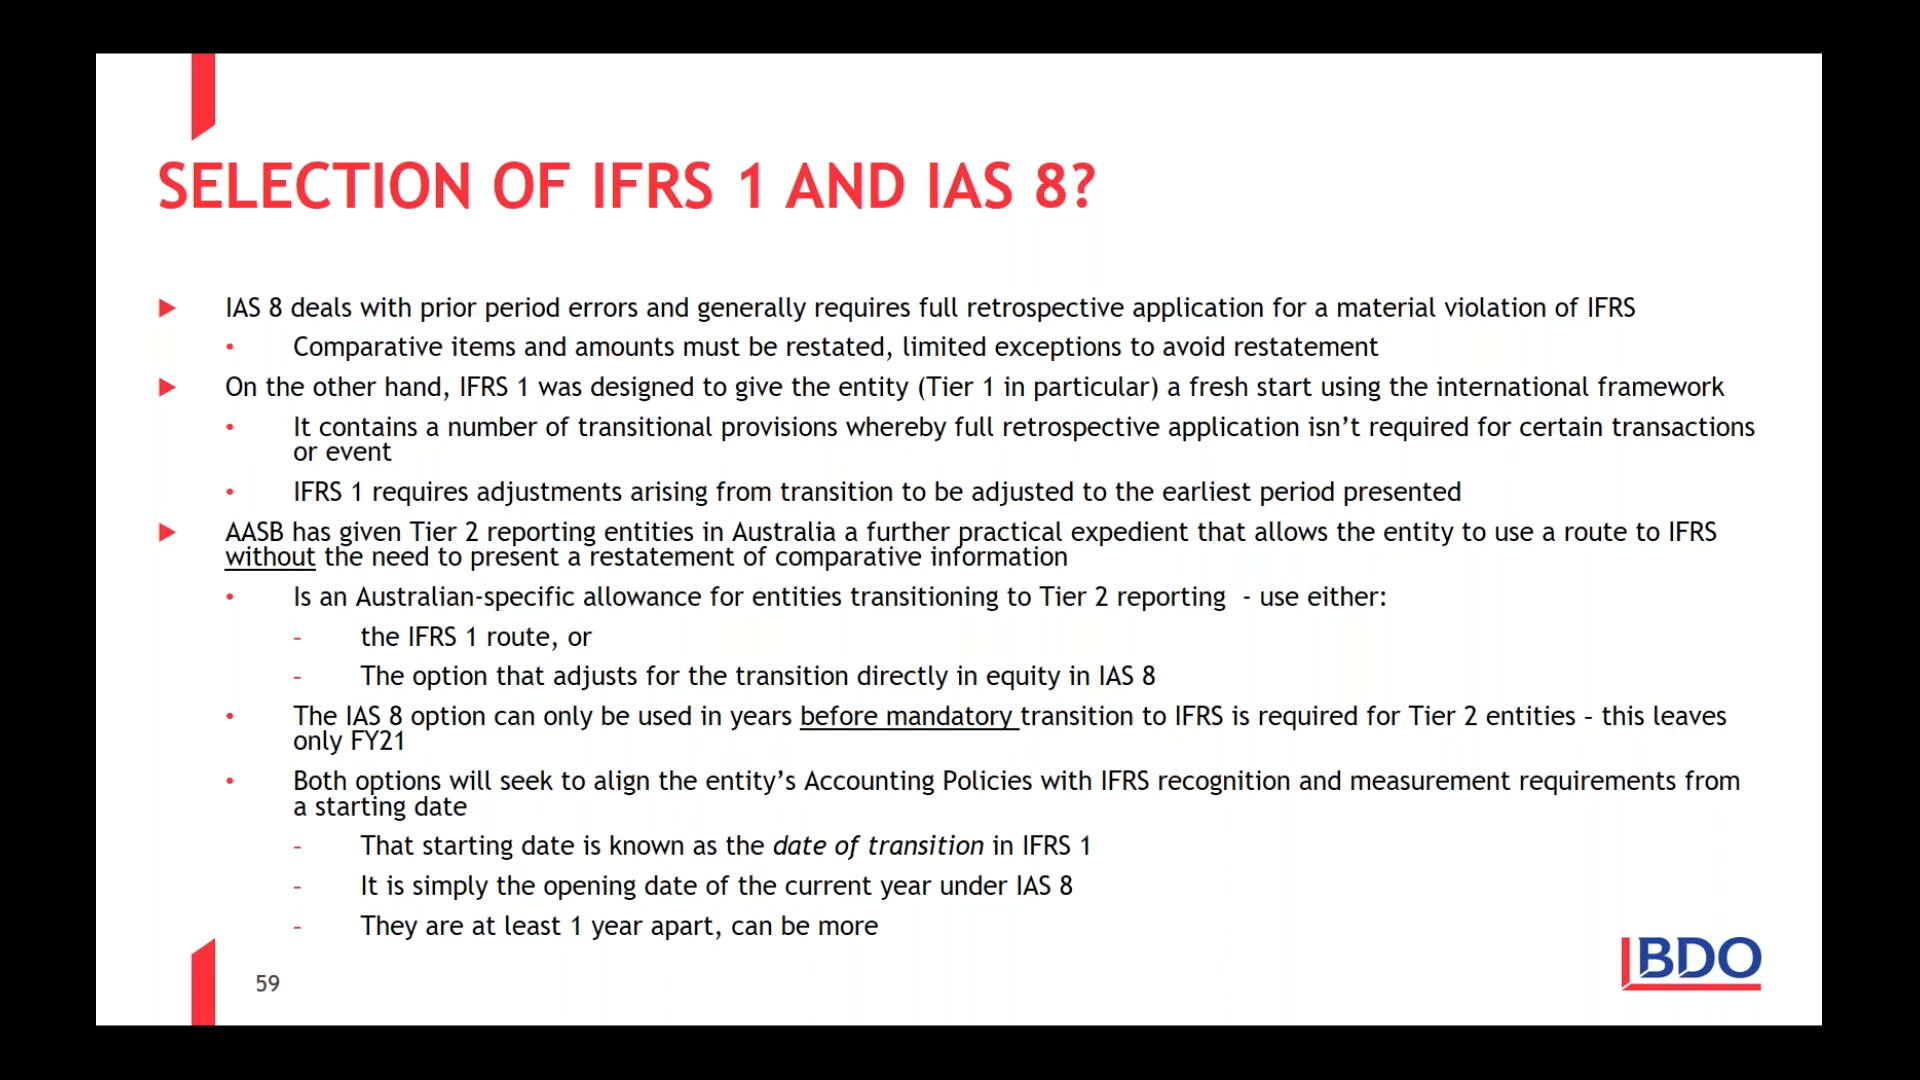 SELECTION OF IFRS 1 AND IAS 8?
▶ IAS 8 deals with prior period errors and generally requires full retrospective application for a material violation of IFRS
• Comparative items and amounts must be restated, limited exceptions to avoid restatement
▶ On the other hand, IFRS 1 was designed to give the entity (Tier 1 in particular) a fresh start using the international framework
• It contains a number of transitional provisions whereby full retrospective application isn’t required for certain transactions
or event
• IFRS 1 requires adjustments arising from transition to be adjusted to the earliest period presented
▶ AASB has given Tier 2 reporting entities in Australia a further practical expedient that allows the entity to use a route to IFRS
without the need to present a restatement of comparative information
• Is an Australian-specific allowance for entities transitioning to Tier 2 reporting  - use either:
- the IFRS 1 route, or
- The option that adjusts for the transition directly in equity in IAS 8
• The IAS 8 option can only be used in years before mandatory transition to IFRS is required for Tier 2 entities – this leaves
only FY21
• Both options will seek to align the entity’s Accounting Policies with IFRS recognition and measurement requirements from
a starting date
- That starting date is known as the date of transition in IFRS 1
- It is simply the opening date of the current year under IAS 8
- They are at least 1 year apart, can be more
59
BDO